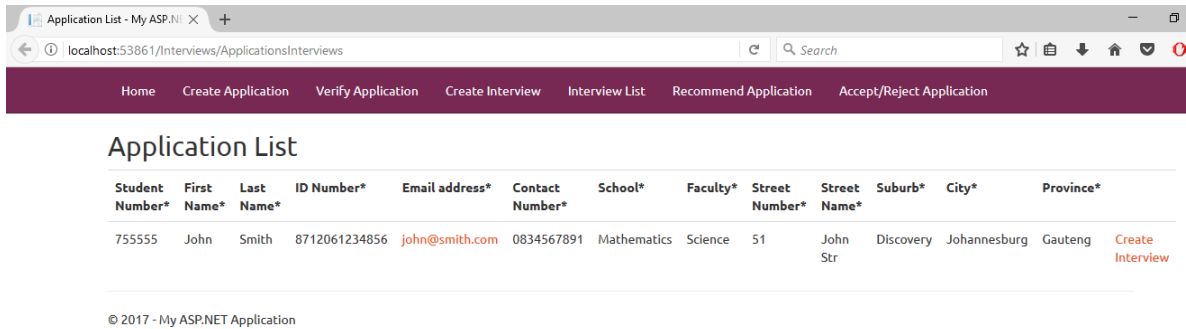 Application List - My ASP.NE
localhost:53861/Interviews/ApplicationsInterviews
Search
Home Create Application Verify Application Create Interview Interview List Recommend Application Accept/Reject Application
Application List
Student First Last ID Number* Email address* Contact School* Faculty* Street Street Suburb* City* Province*
Number* Name* Name* Number* Number* Name*
755555 John Smith 8712061234856 john@smith.com 0834567891 Mathematics Science 51 John Discovery Johannesburg Gauteng Create
Str Interview
© 2017 - My ASP.NET Application